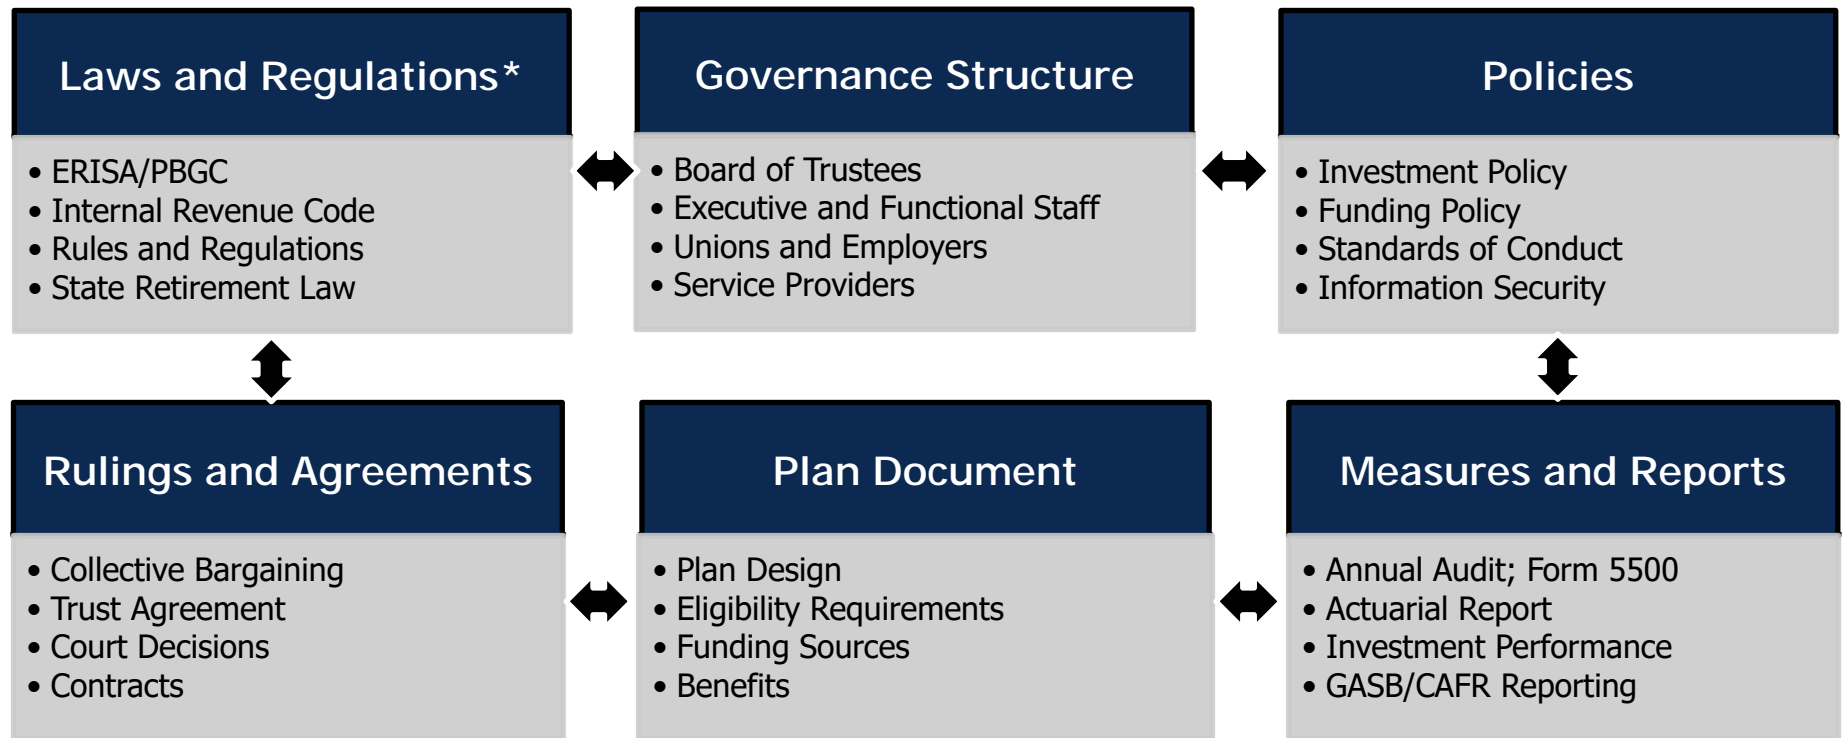 Laws and Regulations*
• ERISA/PBGC
• Internal Revenue Code
• Rules and Regulations
• State Retirement Law
Governance Structure
• Board of Trustees
• Executive and Functional Staff
• Unions and Employers
• Service Providers
Policies
• Investment Policy
• Funding Policy
• Standards of Conduct
• Information Security
Rulings and Agreements
• Collective Bargaining
• Trust Agreement
• Court Decisions
• Contracts
Plan Document
• Plan Design
• Eligibility Requirements
• Funding Sources
• Benefits
Measures and Reports
• Annual Audit; Form 5500
• Actuarial Report
• Investment Performance
• GASB/CAFR Reporting